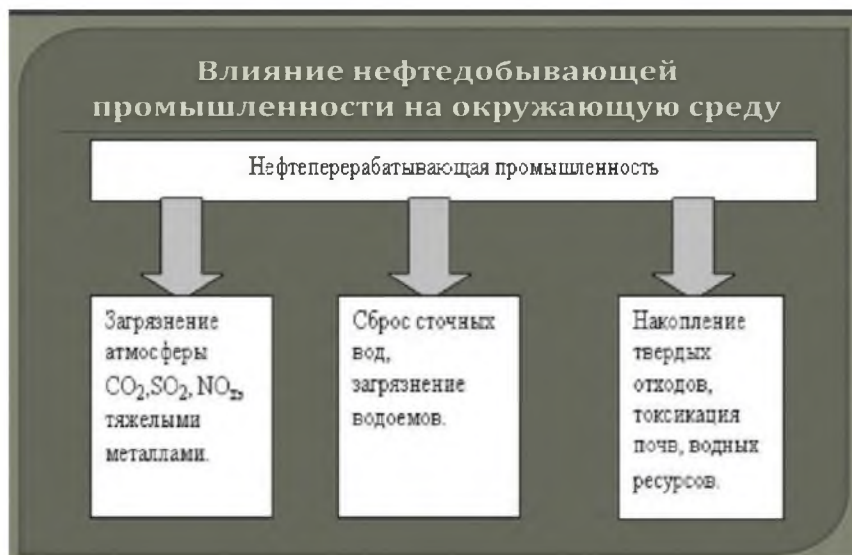 Влияние нефтедобывающей
промышленности на окружающую среду
Нефтеперерабатывающая промышленность
Загрязнение
атмосферы
CO₂,SO₂, NOₓ,
тяжелыми
металлами.
Сброс сточных
вод,
загрязнение
водоемов.
Накопление
твердых
отходов,
токсикация
почв, водных
ресурсов.